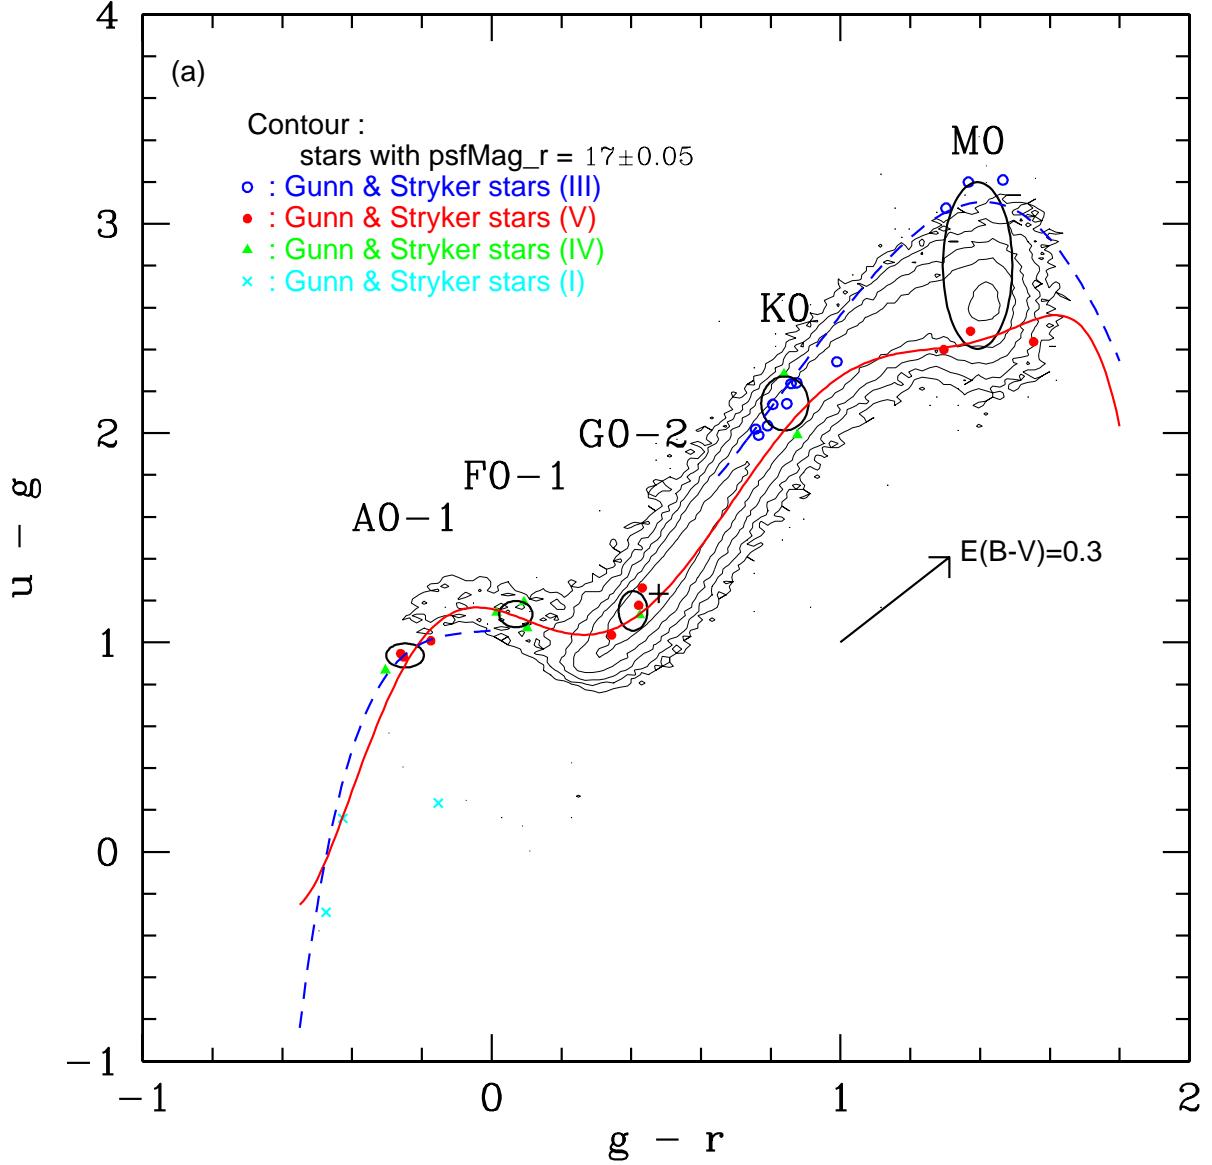 (a)
Contour :
stars with psfMag_r = 17±0.05
: Gunn & Stryker stars (III)
: Gunn & Stryker stars (V)
: Gunn & Stryker stars (IV)
: Gunn & Stryker stars (I)
M0
K0
G0-2
F0-1
A0-1
E(B-V)=0.3
4
3
2
1
0
-1
u - g
-1
0
1
2
g - r